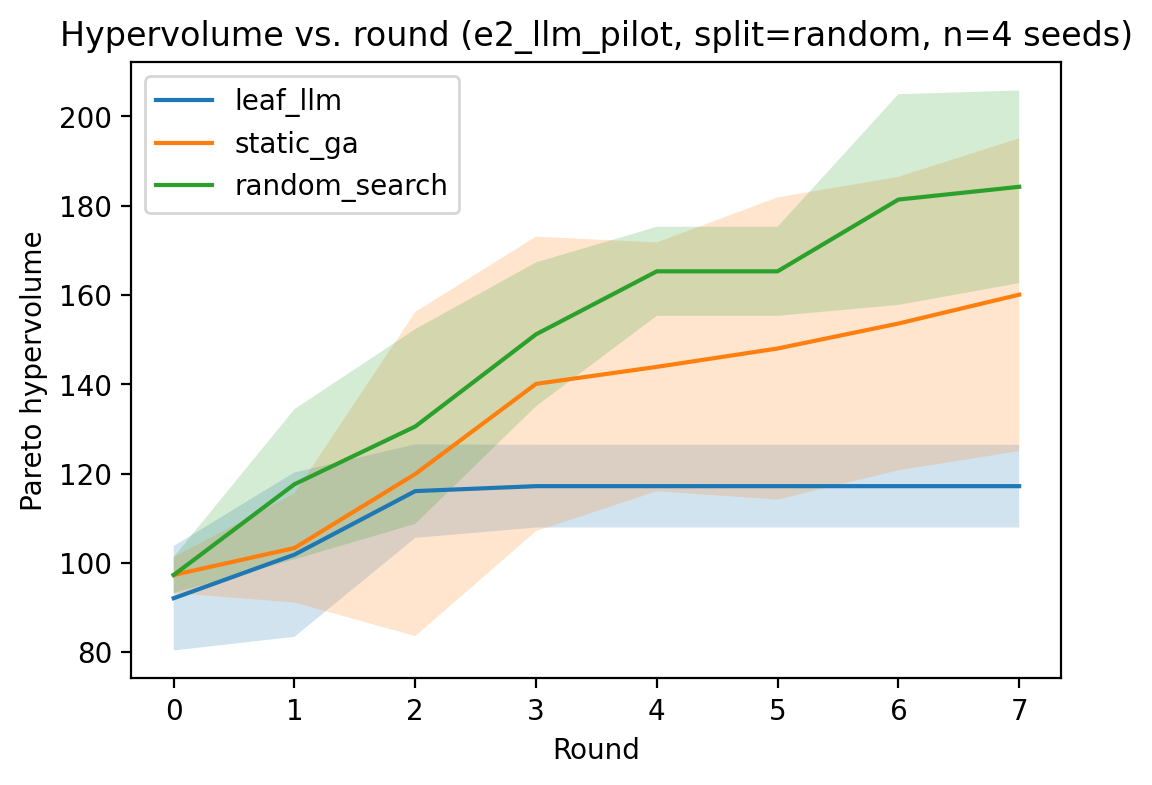 Hypervolume vs. round (e2_llm_pilot, split=random, n=4 seeds)
leaf_llm
static_ga
random_search
Pareto hypervolume
200
180
160
140
120
100
80
0 1 2 3 4 5 6 7
Round